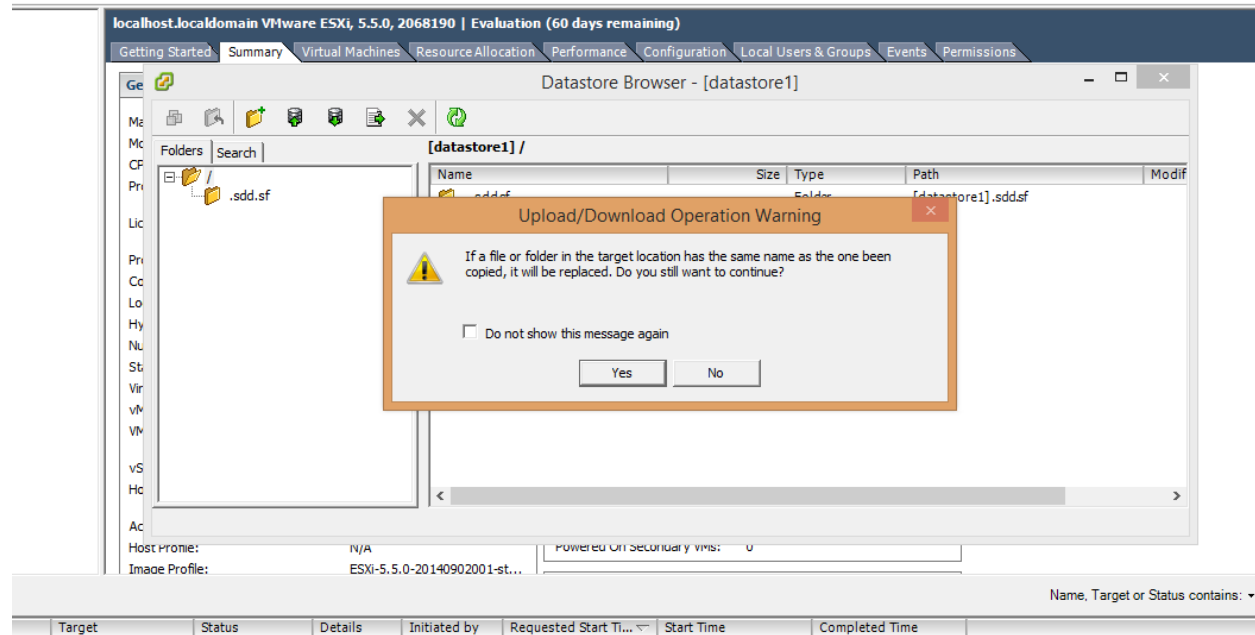 localhost.localdomain VMware ESXi, 5.5.0, 2068190 | Evaluation (60 days remaining)
Getting Started Summary Virtual Machines Resource Allocation Performance Configuration Local Users & Groups Events Permissions
Datastore Browser - [datastore1]
Folders Search [datastore1] /
/ Name Size Type Path Modif
.sdd.sf .sdd.sf Folder [datastore1] .sdd.sf
Upload/Download Operation Warning
If a file or folder in the target location has the same name as the one been
copied, it will be replaced. Do you still want to continue?
Do not show this message again
Yes No
Host Profile: N/A Powered On Secondary VMs: 0
Image Profile: ESXi-5.5.0-20140902001-st...
Name, Target or Status contains:
Target Status Details Initiated by Requested Start Ti... Start Time Completed Time